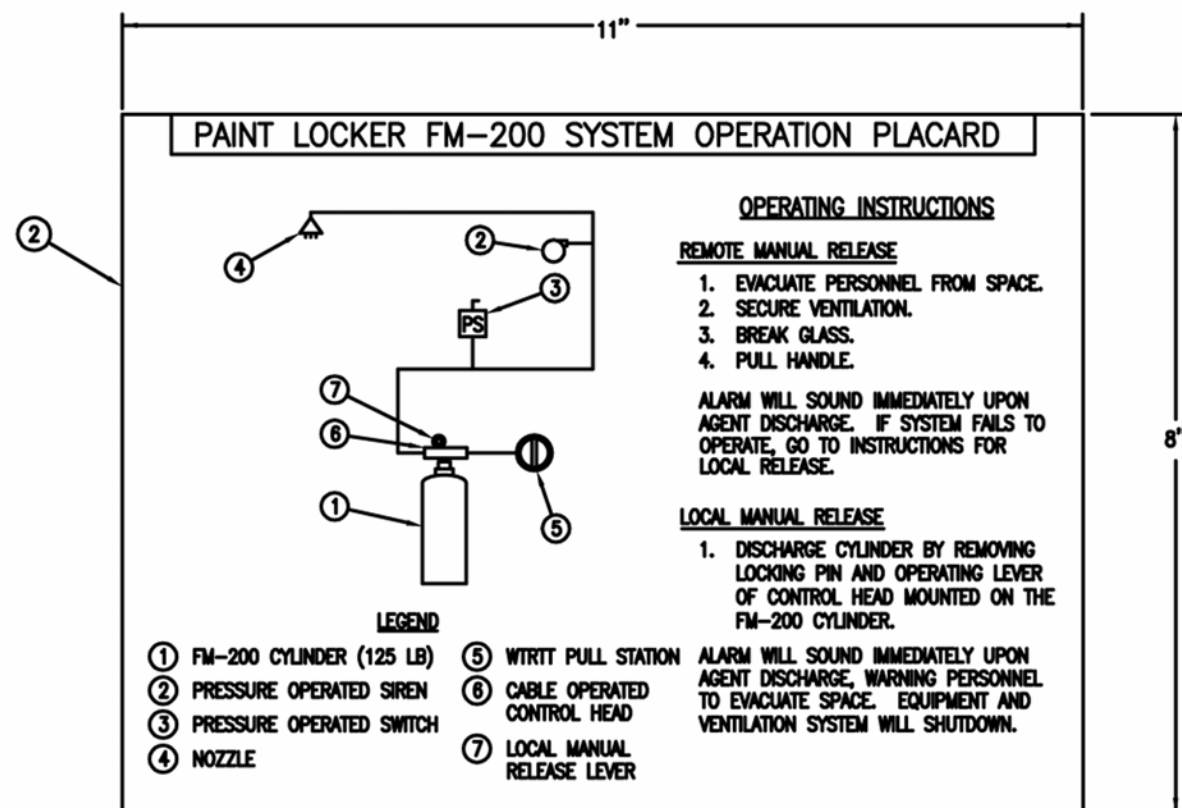 11"
PAINT LOCKER FM-200 SYSTEM OPERATION PLACARD
8"
2
4
2
3
PS
7
6
1
5
OPERATING INSTRUCTIONS
REMOTE MANUAL RELEASE
1. EVACUATE PERSONNEL FROM SPACE.
2. SECURE VENTILATION.
3. BREAK GLASS.
4. PULL HANDLE.
ALARM WILL SOUND IMMEDIATELY UPON
AGENT DISCHARGE. IF SYSTEM FAILS TO
OPERATE, GO TO INSTRUCTIONS FOR
LOCAL RELEASE.
LOCAL MANUAL RELEASE
1. DISCHARGE CYLINDER BY REMOVING
LOCKING PIN AND OPERATING LEVER
OF CONTROL HEAD MOUNTED ON THE
FM-200 CYLINDER.
ALARM WILL SOUND IMMEDIATELY UPON
AGENT DISCHARGE, WARNING PERSONNEL
TO EVACUATE SPACE. EQUIPMENT AND
VENTILATION SYSTEM WILL SHUTDOWN.
LEGEND
1 FM-200 CYLINDER (125 LB)
2 PRESSURE OPERATED SIREN
3 PRESSURE OPERATED SWITCH
4 NOZZLE
5 WTRTT PULL STATION
6 CABLE OPERATED
CONTROL HEAD
7 LOCAL MANUAL
RELEASE LEVER